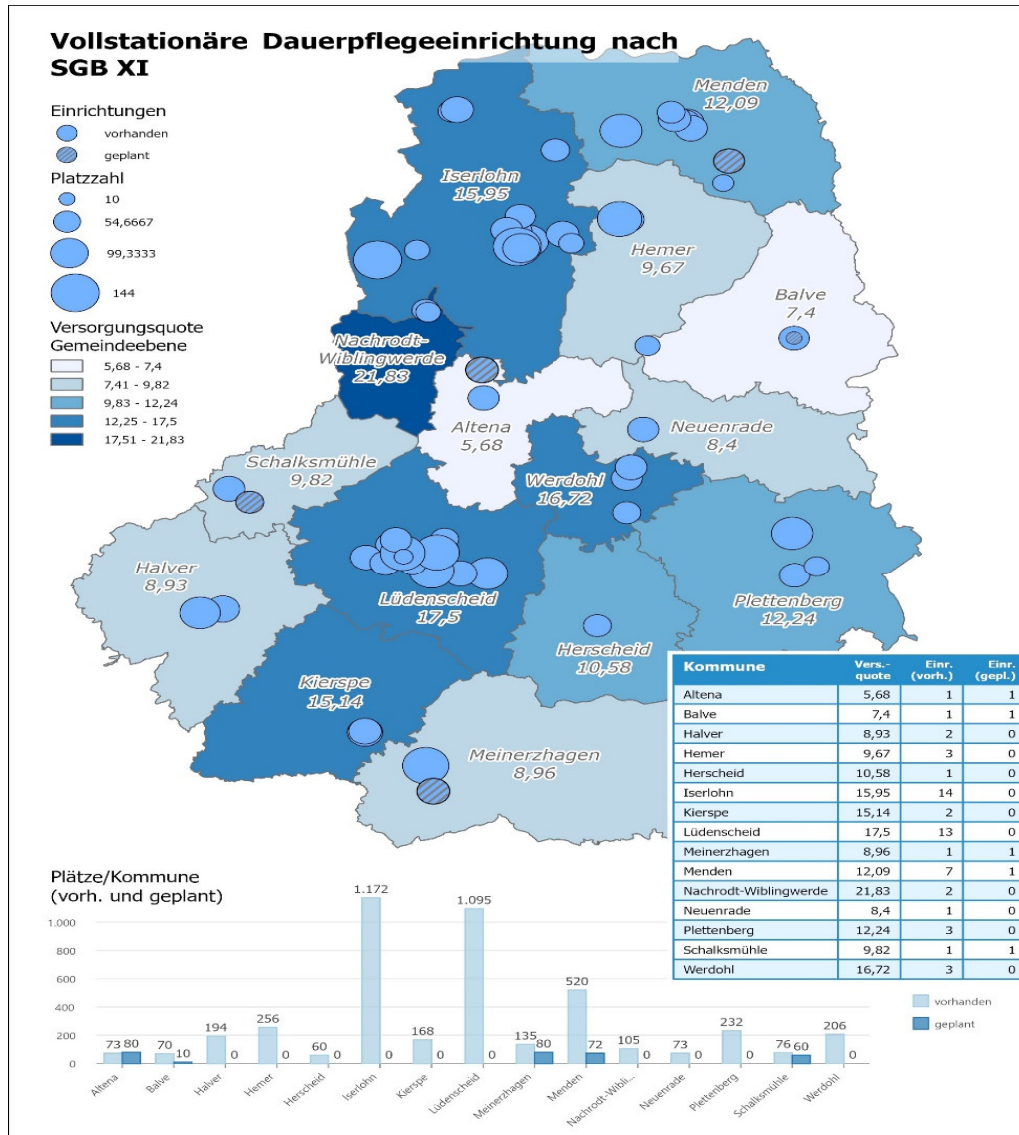 Vollstationäre Dauerpflegeeinrichtung nach
SGB XI
Einrichtungen
vorhanden
geplant
Platzzahl
10
54,6667
99,3333
144
Versorgungsquote
Gemeindeebene
5,68 - 7,4
7,41 - 9,82
9,83 - 12,24
12,25 - 17,5
17,51 - 21,83
Menden
12,09
Iserlohn
15,95
Hemer
9,67
Balve
7,4
Nachrodt-
Wiblingwerde
21,83
Altena
5,68
Neuenrade
8,4
Schalksmühle
9,82
Werdohl
16,72
Halver
8,93
Lüdenscheid
17,5
Plettenberg
12,24
Herscheid
10,58
Kierspe
15,14
Meinerzhagen
8,96
Kommune Vers.- Einr. Einr.
quote (vorh.) (gepl.)
Altena 5,68 1 1
Balve 7,4 1 1
Halver 8,93 2 0
Hemer 9,67 3 0
Herscheid 10,58 1 0
Iserlohn 15,95 14 0
Kierspe 15,14 2 0
Lüdenscheid 17,5 13 0
Meinerzhagen 8,96 1 1
Menden 12,09 7 1
Nachrodt-Wiblingwerde 21,83 2 0
Neuenrade 8,4 1 0
Plettenberg 12,24 3 0
Schalksmühle 9,82 1 1
Werdohl 16,72 3 0
Plätze/Kommune
(vorh. und geplant)
1.000
800
600
400
200
0
73 80 70 10 194 0 256 0 60 0 1.172 0 168 0 1.095 0 135 80 520 72 105 0 73 0 232 0 76 60 206 0
Altena Balve Halver Hemer Herscheid Iserlohn Kierspe Lüdenscheid Meinerzhagen Menden Nachrodt-Wibli... Neuenrade Plettenberg Schalksmühle Werdohl
vorhanden
geplant